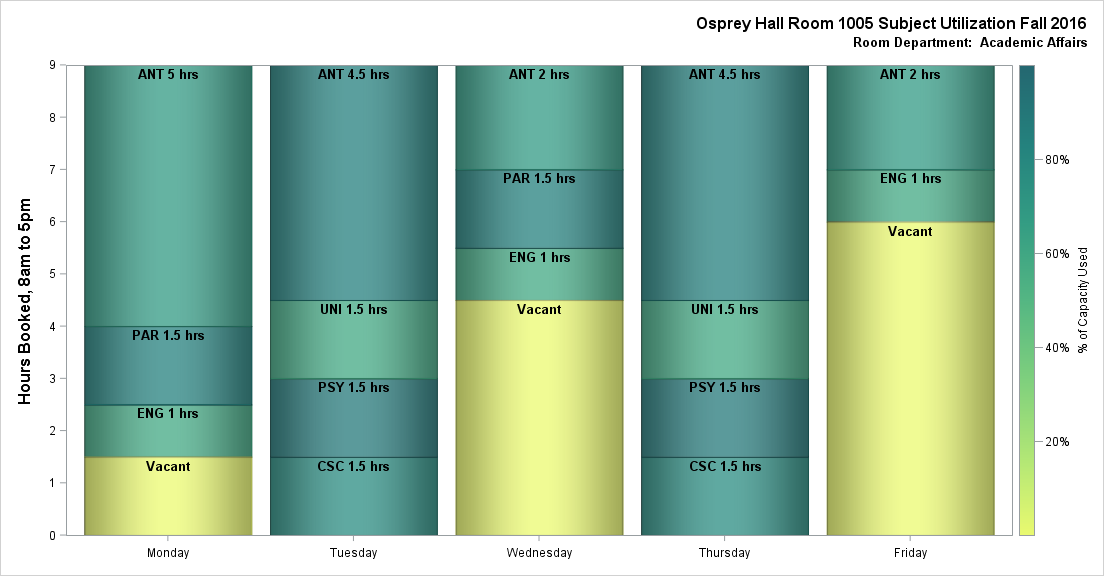 Osprey Hall Room 1005 Subject Utilization Fall 2016
Room Department:  Academic Affairs
Hours Booked, 8am to 5pm
9
8
7
6
5
4
3
2
1
0
ANT 5 hrs
PAR 1.5 hrs
ENG 1 hrs
Vacant
ANT 4.5 hrs
UNI 1.5 hrs
PSY 1.5 hrs
CSC 1.5 hrs
ANT 2 hrs
PAR 1.5 hrs
ENG 1 hrs
Vacant
ANT 4.5 hrs
UNI 1.5 hrs
PSY 1.5 hrs
CSC 1.5 hrs
ANT 2 hrs
ENG 1 hrs
Vacant
Monday
Tuesday
Wednesday
Thursday
Friday
80%
60%
40%
20%
% of Capacity Used